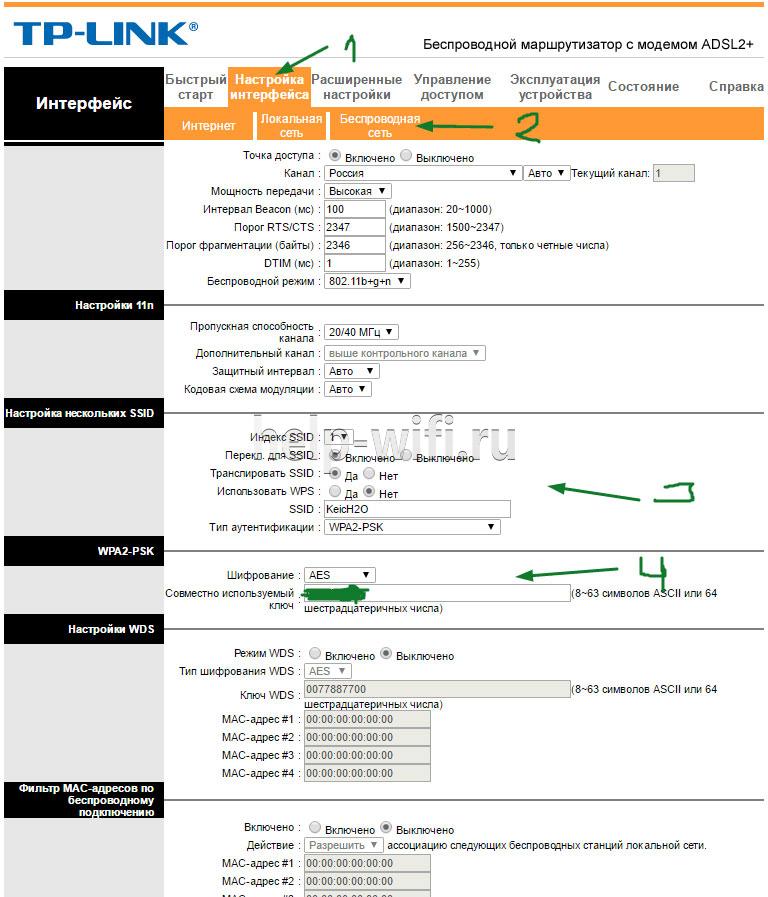 TP-LINK®
Беспроводной маршрутизатор с модемом ADSL2+
1
Интерфейс
Быстрый старт
Настройка интерфейса
Расширенные настройки
Управление доступом
Эксплуатация устройства
Состояние
Справка
Интернет
Локальная сеть
Беспроводная сеть
2
Точка доступа : Включено Выключено
Канал : Россия Авто Текущий канал: 1
Мощность передачи : Высокая
Интервал Beacon (мс) : 100 (диапазон: 20~1000)
Порог RTS/CTS : 2347 (диапазон: 1500~2347)
Порог фрагментации (байты) : 2346 (диапазон: 256~2346, только четные числа)
DTIM (мс) : 1 (диапазон: 1~255)
Беспроводной режим : 802.11b+g+n
Настройки 11n
Пропускная способность канала : 20/40 МГц
Дополнительный канал : выше контрольного канала
Защитный интервал : Авто
Кодовая схема модуляции : Авто
Настройка нескольких SSID
help-wifi.ru
Индекс SSID : 1
Перекл. для SSID : Включено Выключено
Транслировать SSID : Да Нет
Использовать WPS : Да Нет
3
SSID : KeicH2O
Тип аутентификации : WPA2-PSK
WPA2-PSK
4
Шифрование : AES
Совместно используемый ключ : (8~63 символов ASCII или 64
шестрадцатеричных числа)
Настройки WDS
Режим WDS : Включено Выключено
Тип шифрования WDS : AES
Ключ WDS : 0077887700 (8~63 символов ASCII или 64
шестрадцатеричных числа)
MAC-адрес #1 : 00:00:00:00:00:00
MAC-адрес #2 : 00:00:00:00:00:00
MAC-адрес #3 : 00:00:00:00:00:00
MAC-адрес #4 : 00:00:00:00:00:00
Фильтр MAC-адресов по
беспроводному
подключению
Включено : Включено Выключено
Действие : Разрешить ассоциацию следующих беспроводных станций локальной сети.
MAC-адрес #1 : 00:00:00:00:00:00
MAC-адрес #2 : 00:00:00:00:00:00